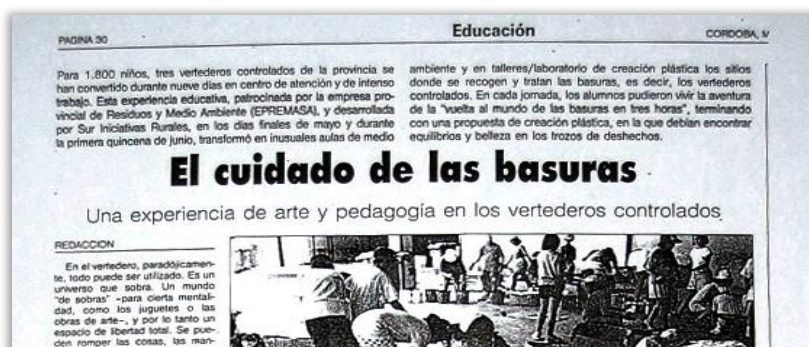 PAGINA 30
Educación
CORDOBA, M
Para 1.800 niños, tres vertederos controlados de la provincia se
han convertido durante nueve días en centro de atención y de intenso
trabajo. Esta experiencia educativa, patrocinada por la empresa pro-
vincial de Residuos y Medio Ambiente (EPREMASA), y desarrollada
por Sur Iniciativas Rurales, en los días finales de mayo y durante
la primera quincena de junio, transformó en inusuales aulas de medio
ambiente y en talleres/laboratorio de creación plástica los sitios
donde se recogen y tratan las basuras, es decir, los vertederos
controlados. En cada jornada, los alumnos pudieron vivir la aventura
de la "vuelta al mundo de las basuras en tres horas", terminando
con una propuesta de creación plástica, en la que debían encontrar
equilibrios y belleza en los trozos de deshechos.
El cuidado de las basuras
Una experiencia de arte y pedagogía en los vertederos controlados
REDACCION
En el vertedero, paradójicamen-
te, todo puede ser utilizado. Es un
universo que sobra. Un mundo
"de sobras" -para cierta mentali-
dad, como los juguetes o las
obras de arte-, y por lo tanto un
espacio de libertad total. Se pue-
den romper las cosas, las man-